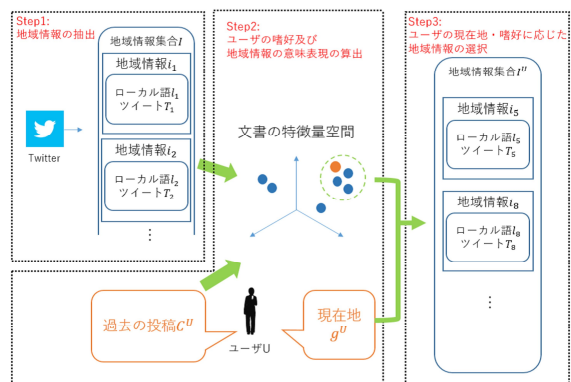 Step1:
地域情報の抽出
地域情報集合I
地域情報i₁
ローカル語l₁
ツイートT₁
地域情報i₂
ローカル語l₂
ツイートT₂
⋮
Twitter
Step2:
ユーザの嗜好及び
地域情報の意味表現の算出
文書の特徴量空間
過去の投稿Cᵁ
ユーザU
現在地
gᵁ
Step3:
ユーザの現在地・嗜好に応じた
地域情報の選択
地域情報集合Iᵁ
地域情報i₅
ローカル語l₅
ツイートT₅
地域情報i₈
ローカル語l₈
ツイートT₈
⋮